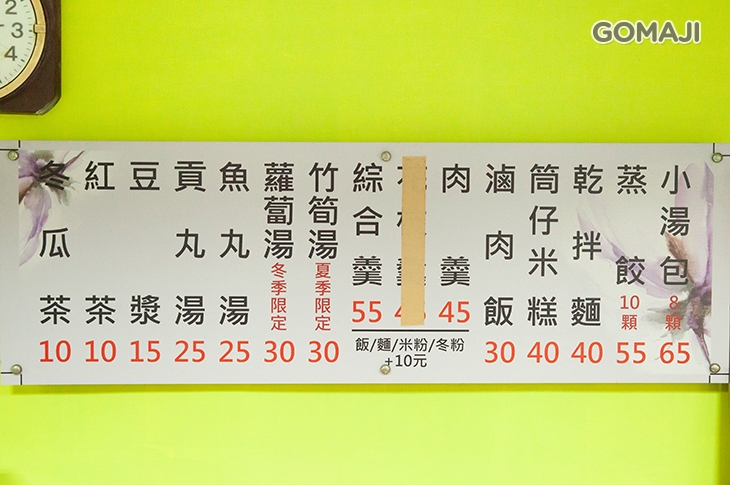 GOMAJI
2
3
4
小湯包 8顆 65
蒸餃 10顆 55
乾拌麵 40
筒仔米糕 40
滷肉飯 30
肉羹 45
綜合羹 55
飯/麵/米粉/冬粉
+10元
竹筍湯 夏季限定 30
蘿蔔湯 冬季限定 30
魚丸湯 25
貢丸湯 25
豆漿 15
紅茶 10
冬瓜茶 10